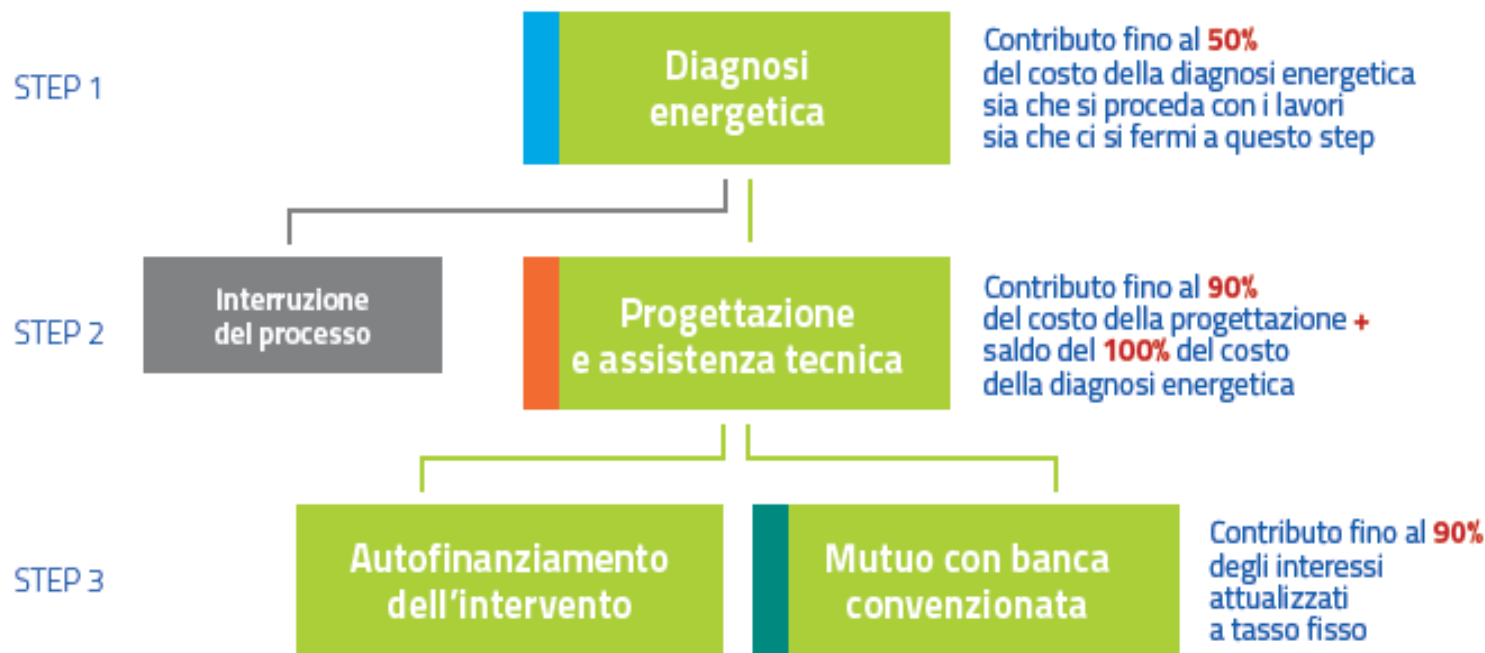 STEP 1
Diagnosi
energetica
Contributo fino al 50%
del costo della diagnosi energetica
sia che si proceda con i lavori
sia che ci si fermi a questo step
STEP 2
Interruzione
del processo
Progettazione
e assistenza tecnica
Contributo fino al 90%
del costo della progettazione +
saldo del 100% del costo
della diagnosi energetica
STEP 3
Autofinanziamento
dell'intervento
Mutuo con banca
convenzionata
Contributo fino al 90%
degli interessi
attualizzati
a tasso fisso